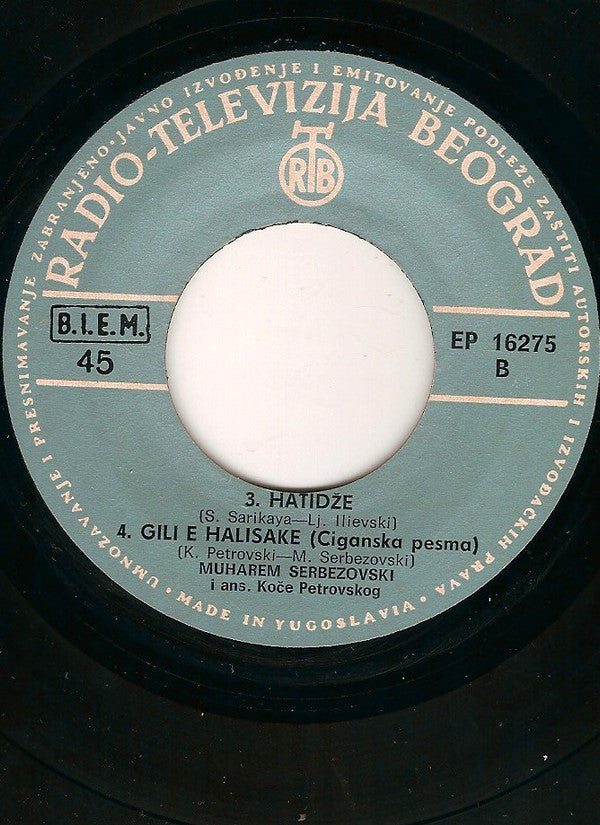 UMNOŽAVANJE I PRESNIMAVANJE ZABRANJENO·JAVNO IZVOĐENJE I EMITOVANJE PODLEŽE ZAŠTITI AUTORSKIH I IZVOĐAČKIH PRAVA·
RADIO-TELEVIZIJA BEOGRAD
RTB
B.I.E.M.
45
EP 16275
B
3. HATIDŽE
(S. Sarikaya—Lj. Ilievski)
4. GILI E HALISAKE (Ciganska pesma)
(K. Petrovski—M. Serbezovski)
MUHAREM SERBEZOVSKI
i ans. Koče Petrovskog
· MADE IN YUGOSLAVIA ·